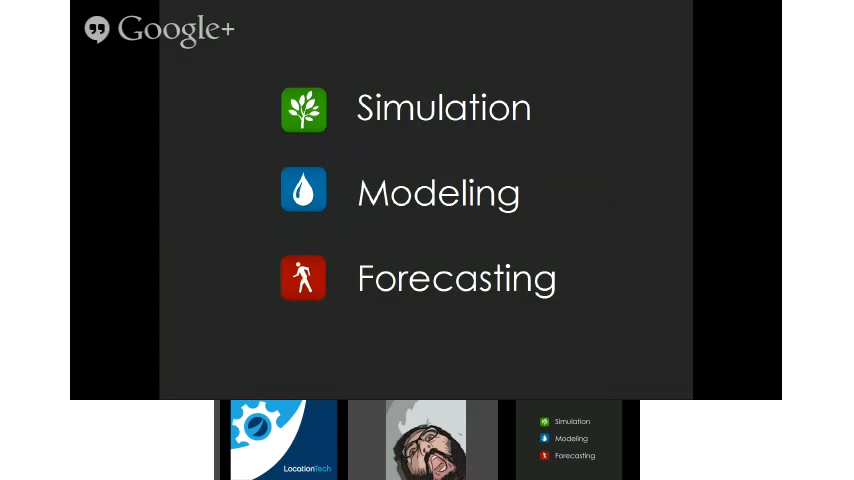 Google+
Simulation
Modeling
Forecasting
LocationTech
Simulation
Modeling
Forecasting